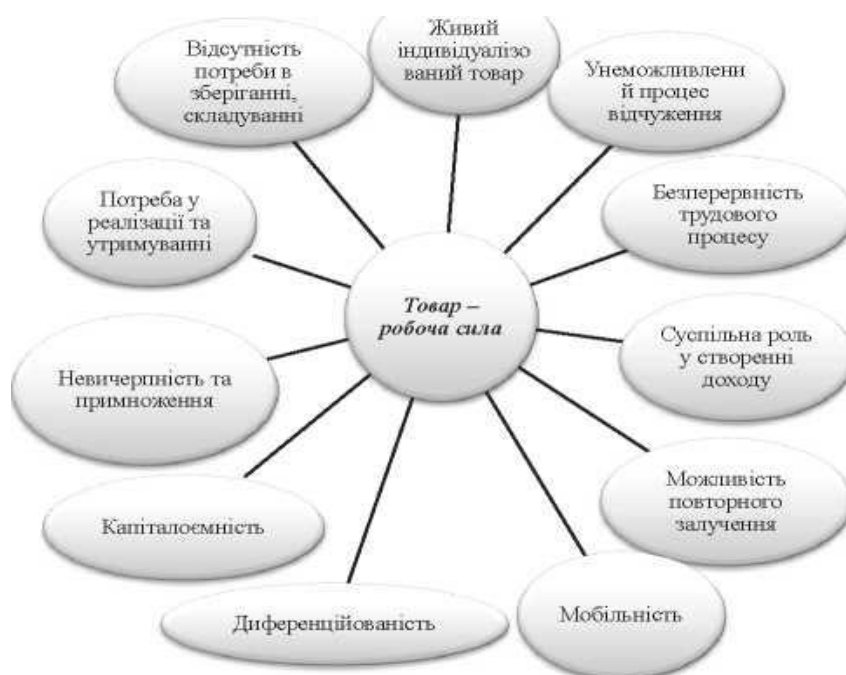 Живий
індивідуалізо
ваний товар
Унеможливлени
й процес
відчуження
Безперервність
трудового
процесу
Суспільна роль
у створенні
доходу
Можливість
повторного
залучення
Мобільність
Диференційованість
Капіталоємність
Невичерпність та
примноження
Потреба у
реалізації та
утримуванні
Відсутність
потреби в
зберіганні,
складуванні
Товар –
робоча сила